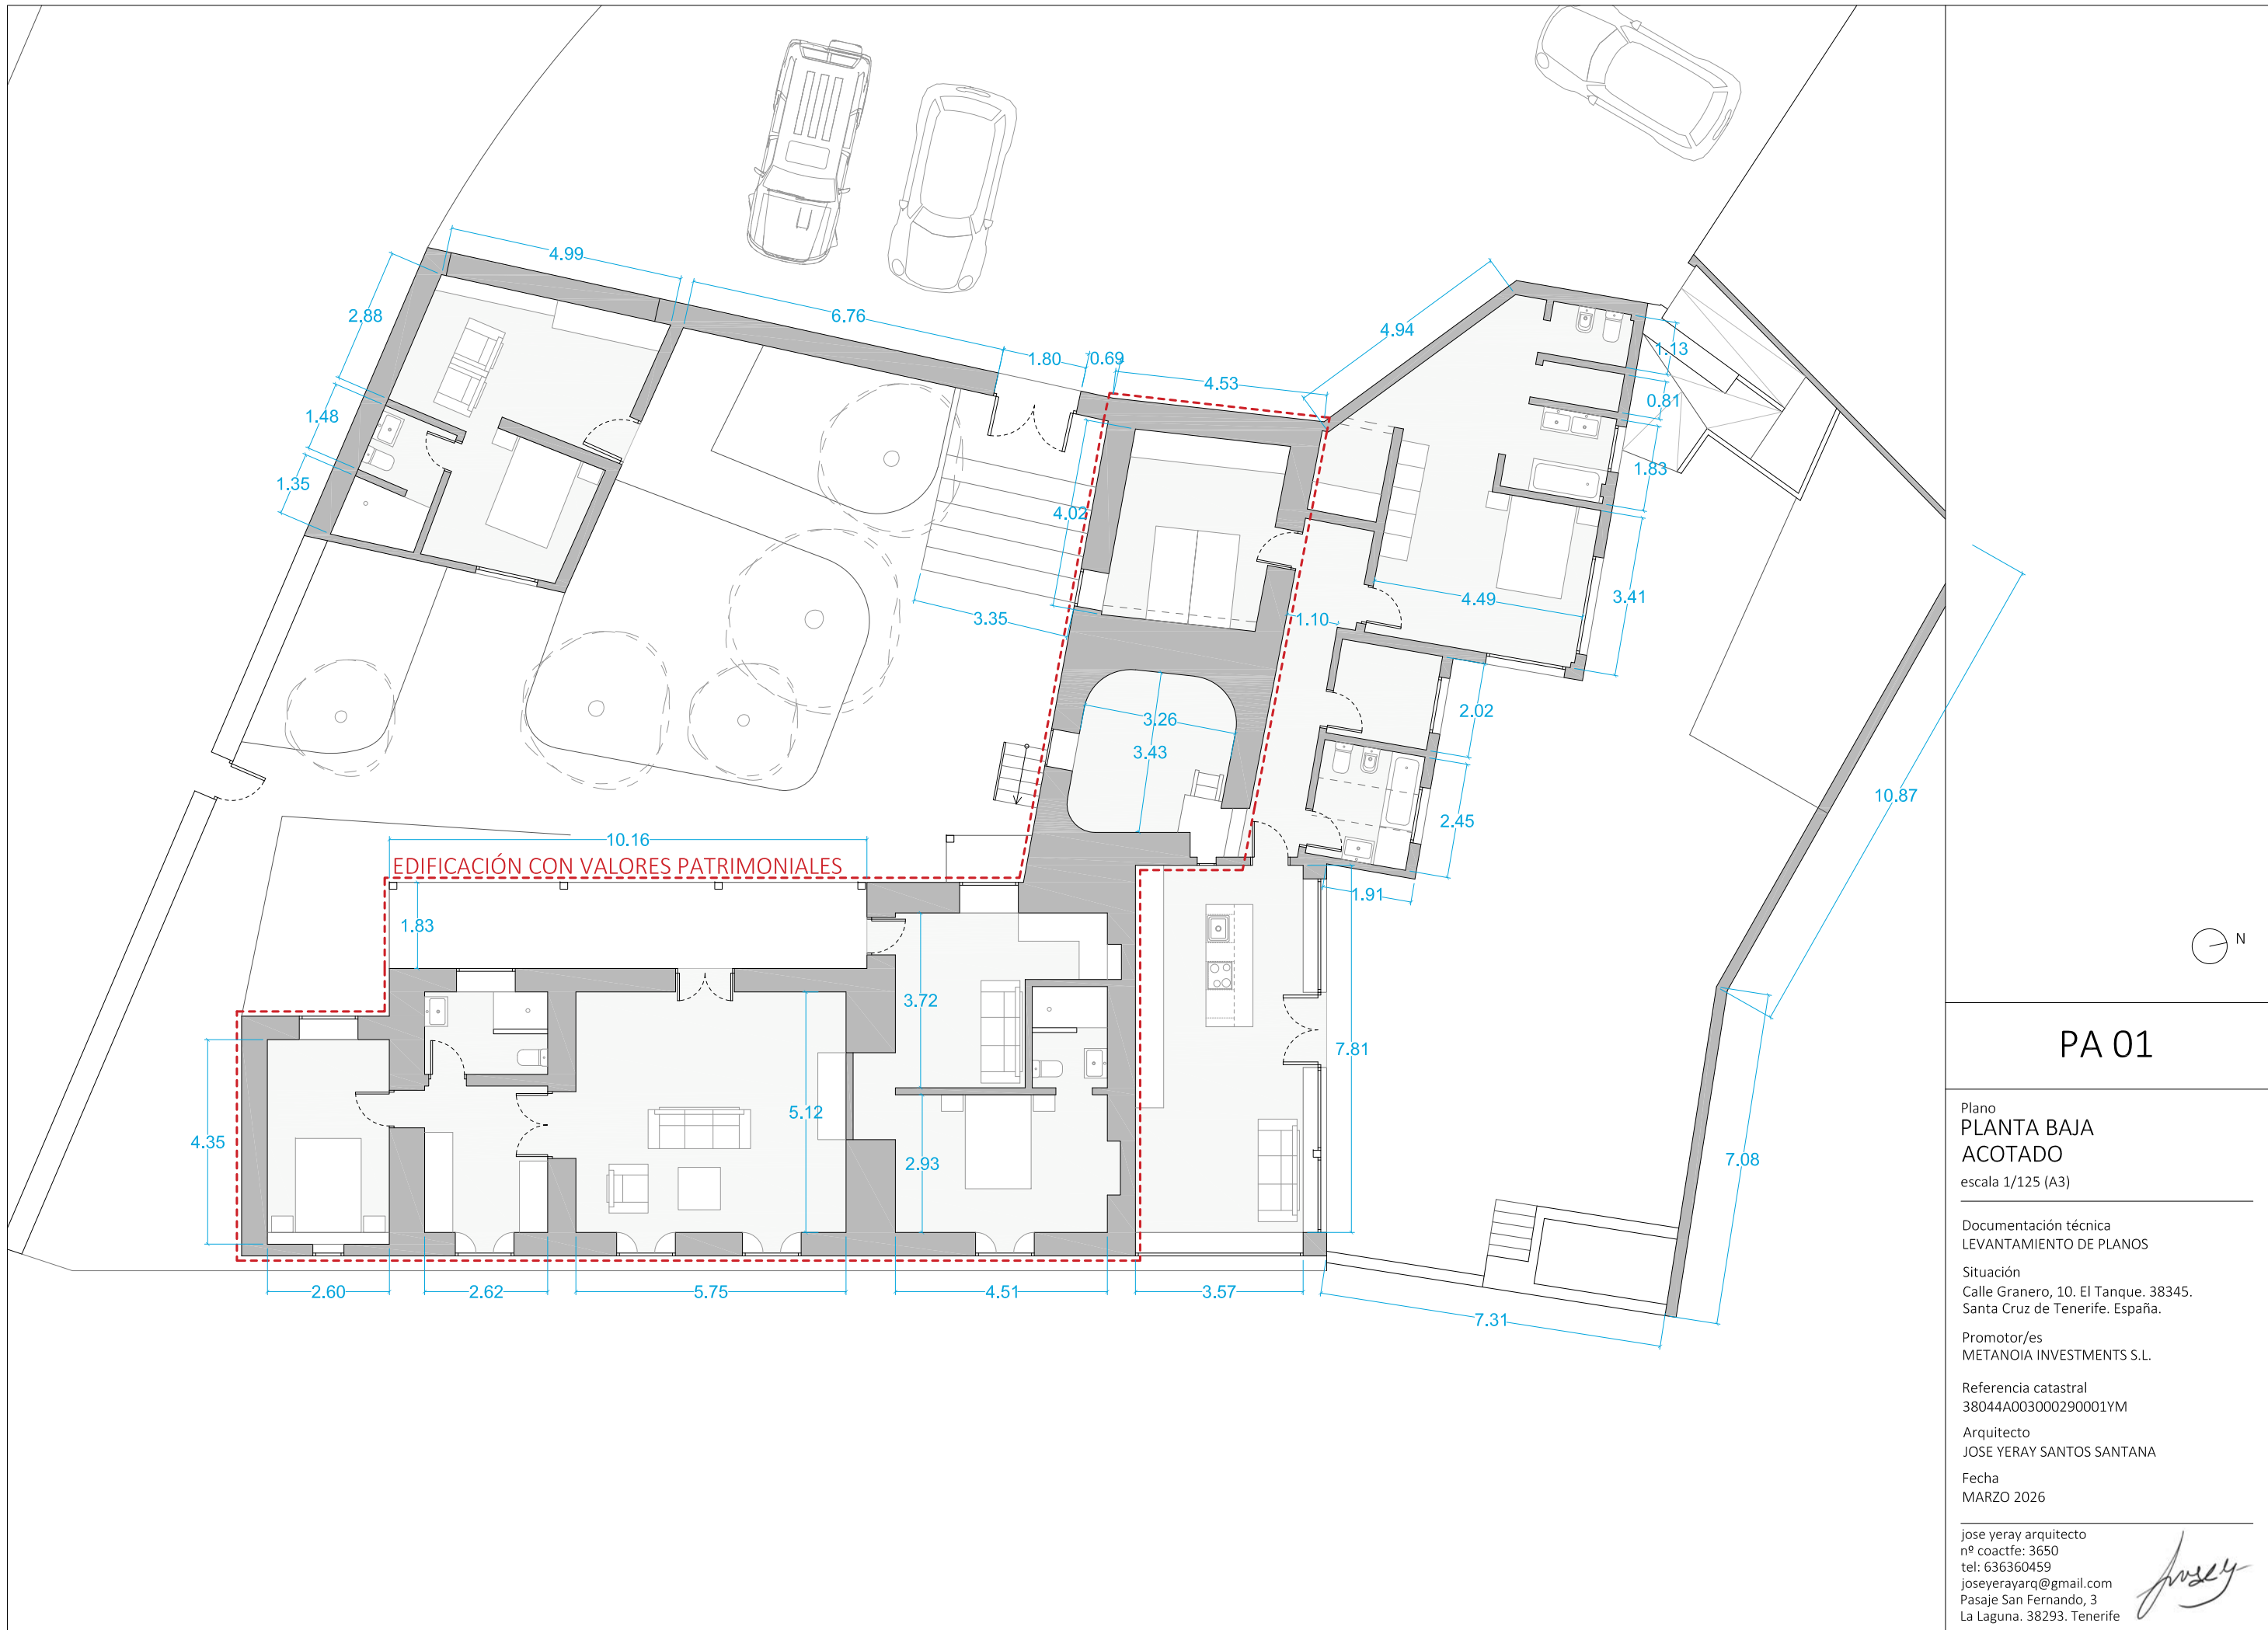 4.99
2.88
6.76
4.94
1.80
0.69
1.13
4.53
0.81
1.48
1.83
1.35
4.02
4.49
3.41
3.35
1.10
3.26
2.02
3.43
10.87
2.45
10.16
EDIFICACIÓN CON VALORES PATRIMONIALES
1.91
1.83
N
3.72
7.81
5.12
4.35
2.93
7.08
2.60
2.62
5.75
4.51
3.57
7.31
PA 01
Plano
PLANTA BAJA
ACOTADO
escala 1/125 (A3)
Documentación técnica
LEVANTAMIENTO DE PLANOS
Situación
Calle Granero, 10. El Tanque. 38345.
Santa Cruz de Tenerife. España.
Promotor/es
METANOIA INVESTMENTS S.L.
Referencia catastral
38044A003000290001YM
Arquitecto
JOSE YERAY SANTOS SANTANA
Fecha
MARZO 2026
jose yeray arquitecto
nº coactfe: 3650
tel: 636360459
joseyerayarq@gmail.com
Pasaje San Fernando, 3
La Laguna. 38293. Tenerife